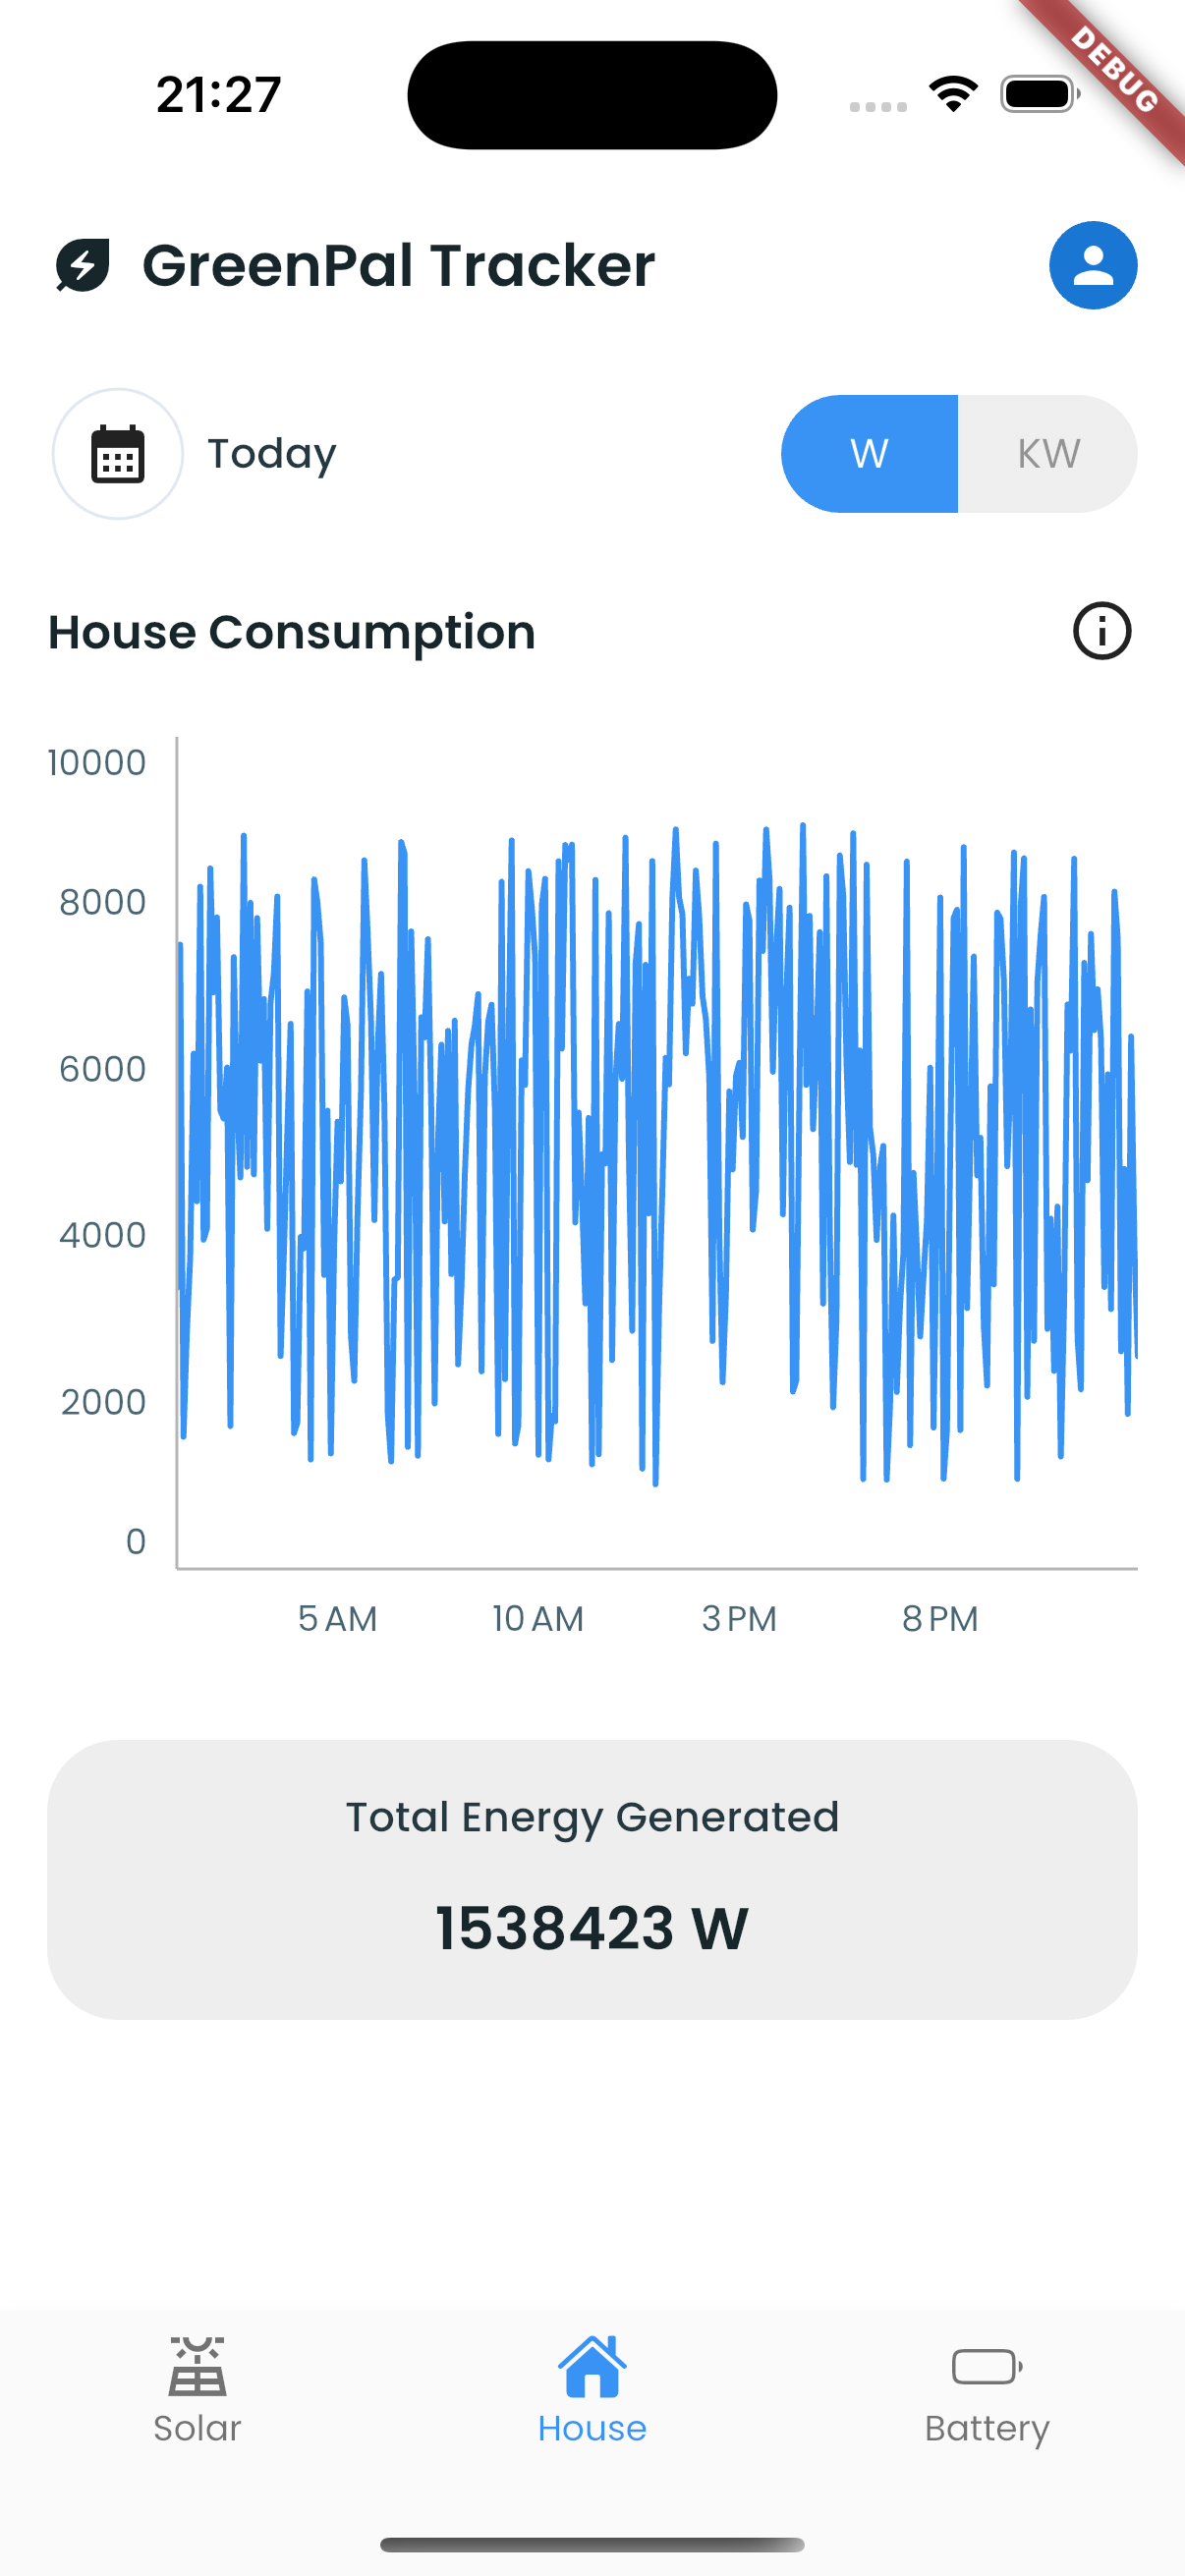 21:27
DEBUG
GreenPal Tracker
Today
W
KW
House Consumption
10000
8000
6000
4000
2000
0
5 AM
10 AM
3 PM
8 PM
Total Energy Generated
1538423 W
Solar
House
Battery